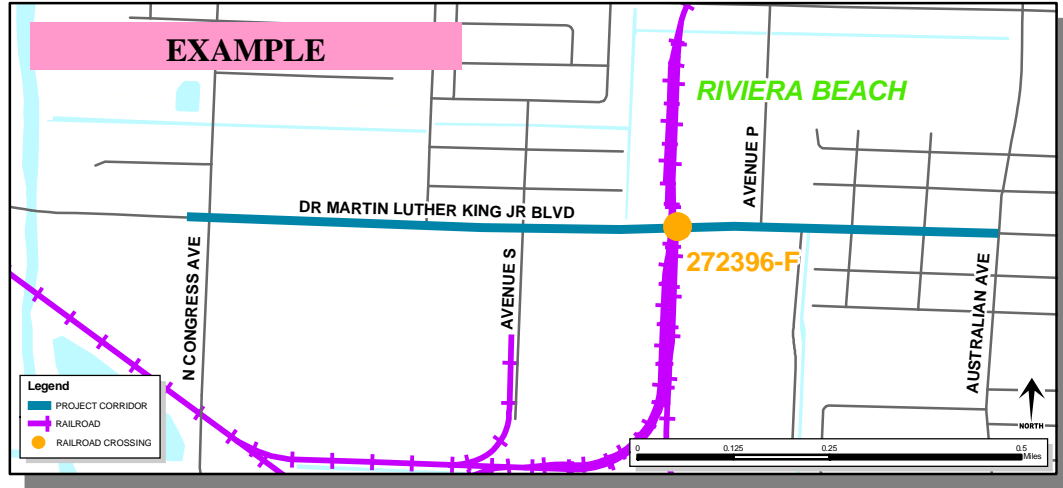 EXAMPLE
RIVIERA BEACH
AVENUE P
DR MARTIN LUTHER KING JR BLVD
272396-F
N CONGRESS AVE
AVENUE S
AUSTRALIAN AVE
Legend
PROJECT CORRIDOR
RAILROAD
RAILROAD CROSSING
NORTH
0 0.125 0.25 0.5
Miles